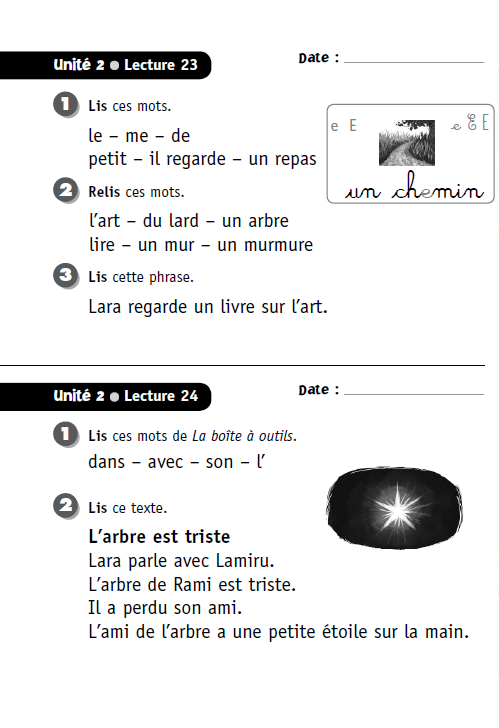 Unité 2 ● Lecture 23
Date :
1 Lis ces mots.
le – me – de
petit – il regarde – un repas
e E
e E E
un chemin
2 Relis ces mots.
l’art – du lard – un arbre
lire – un mur – un murmure
3 Lis cette phrase.
Lara regarde un livre sur l’art.
Unité 2 ● Lecture 24
Date :
1 Lis ces mots de La boîte à outils.
dans – avec – son – l’
2 Lis ce texte.
L’arbre est triste
Lara parle avec Lamiru.
L’arbre de Rami est triste.
Il a perdu son ami.
L’ami de l’arbre a une petite étoile sur la main.